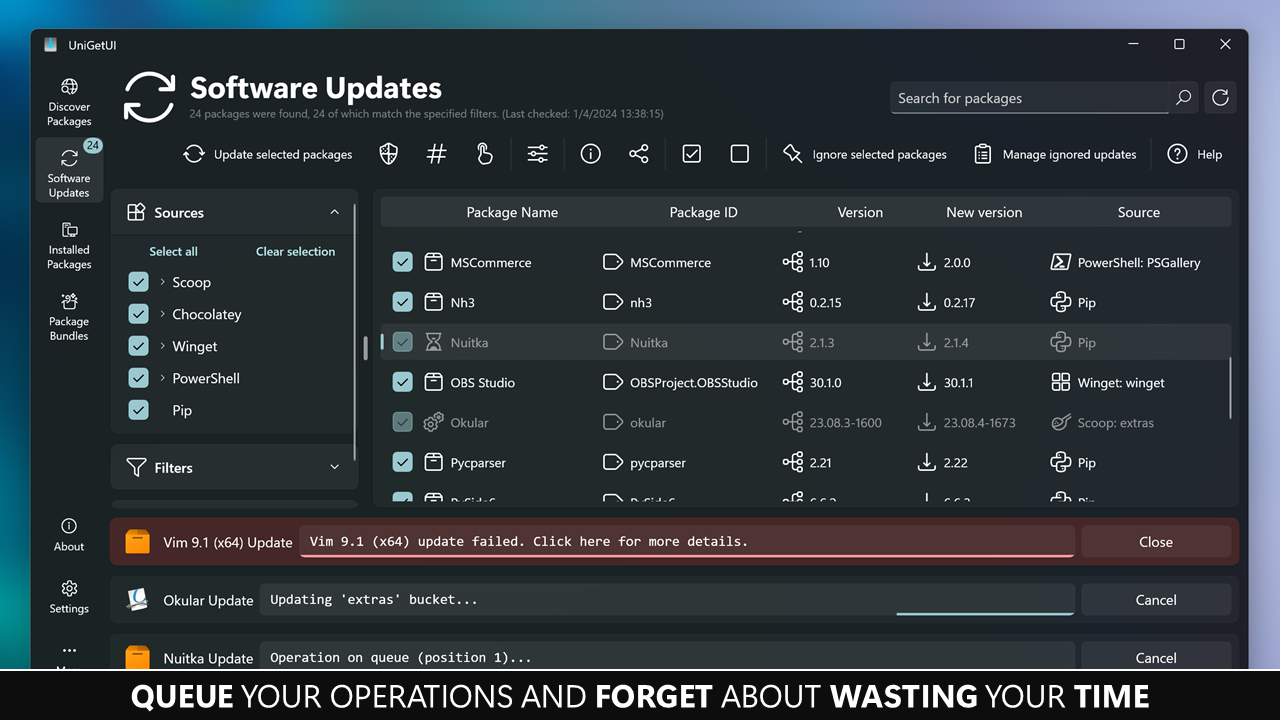 UniGetUI
Discover
Packages
24
Software
Updates
Installed
Packages
Package
Bundles
About
Settings
Software Updates
24 packages were found, 24 of which match the specified filters. (Last checked: 1/4/2024 13:38:15)
Search for packages
Update selected packages
Ignore selected packages
Manage ignored updates
Help
Sources
Select all Clear selection
Scoop
Chocolatey
Winget
PowerShell
Pip
Filters
Package Name Package ID Version New version Source
MSCommerce MSCommerce 1.10 2.0.0 PowerShell: PSGallery
Nh3 nh3 0.2.15 0.2.17 Pip
Nuitka Nuitka 2.1.3 2.1.4 Pip
OBS Studio OBSProject.OBSStudio 30.1.0 30.1.1 Winget: winget
Okular okular 23.08.3-1600 23.08.4-1673 Scoop: extras
Pycparser pycparser 2.21 2.22 Pip
Vim 9.1 (x64) Update Vim 9.1 (x64) update failed. Click here for more details. Close
Okular Update Updating 'extras' bucket... Cancel
Nuitka Update Operation on queue (position 1)... Cancel
QUEUE YOUR OPERATIONS AND FORGET ABOUT WASTING YOUR TIME